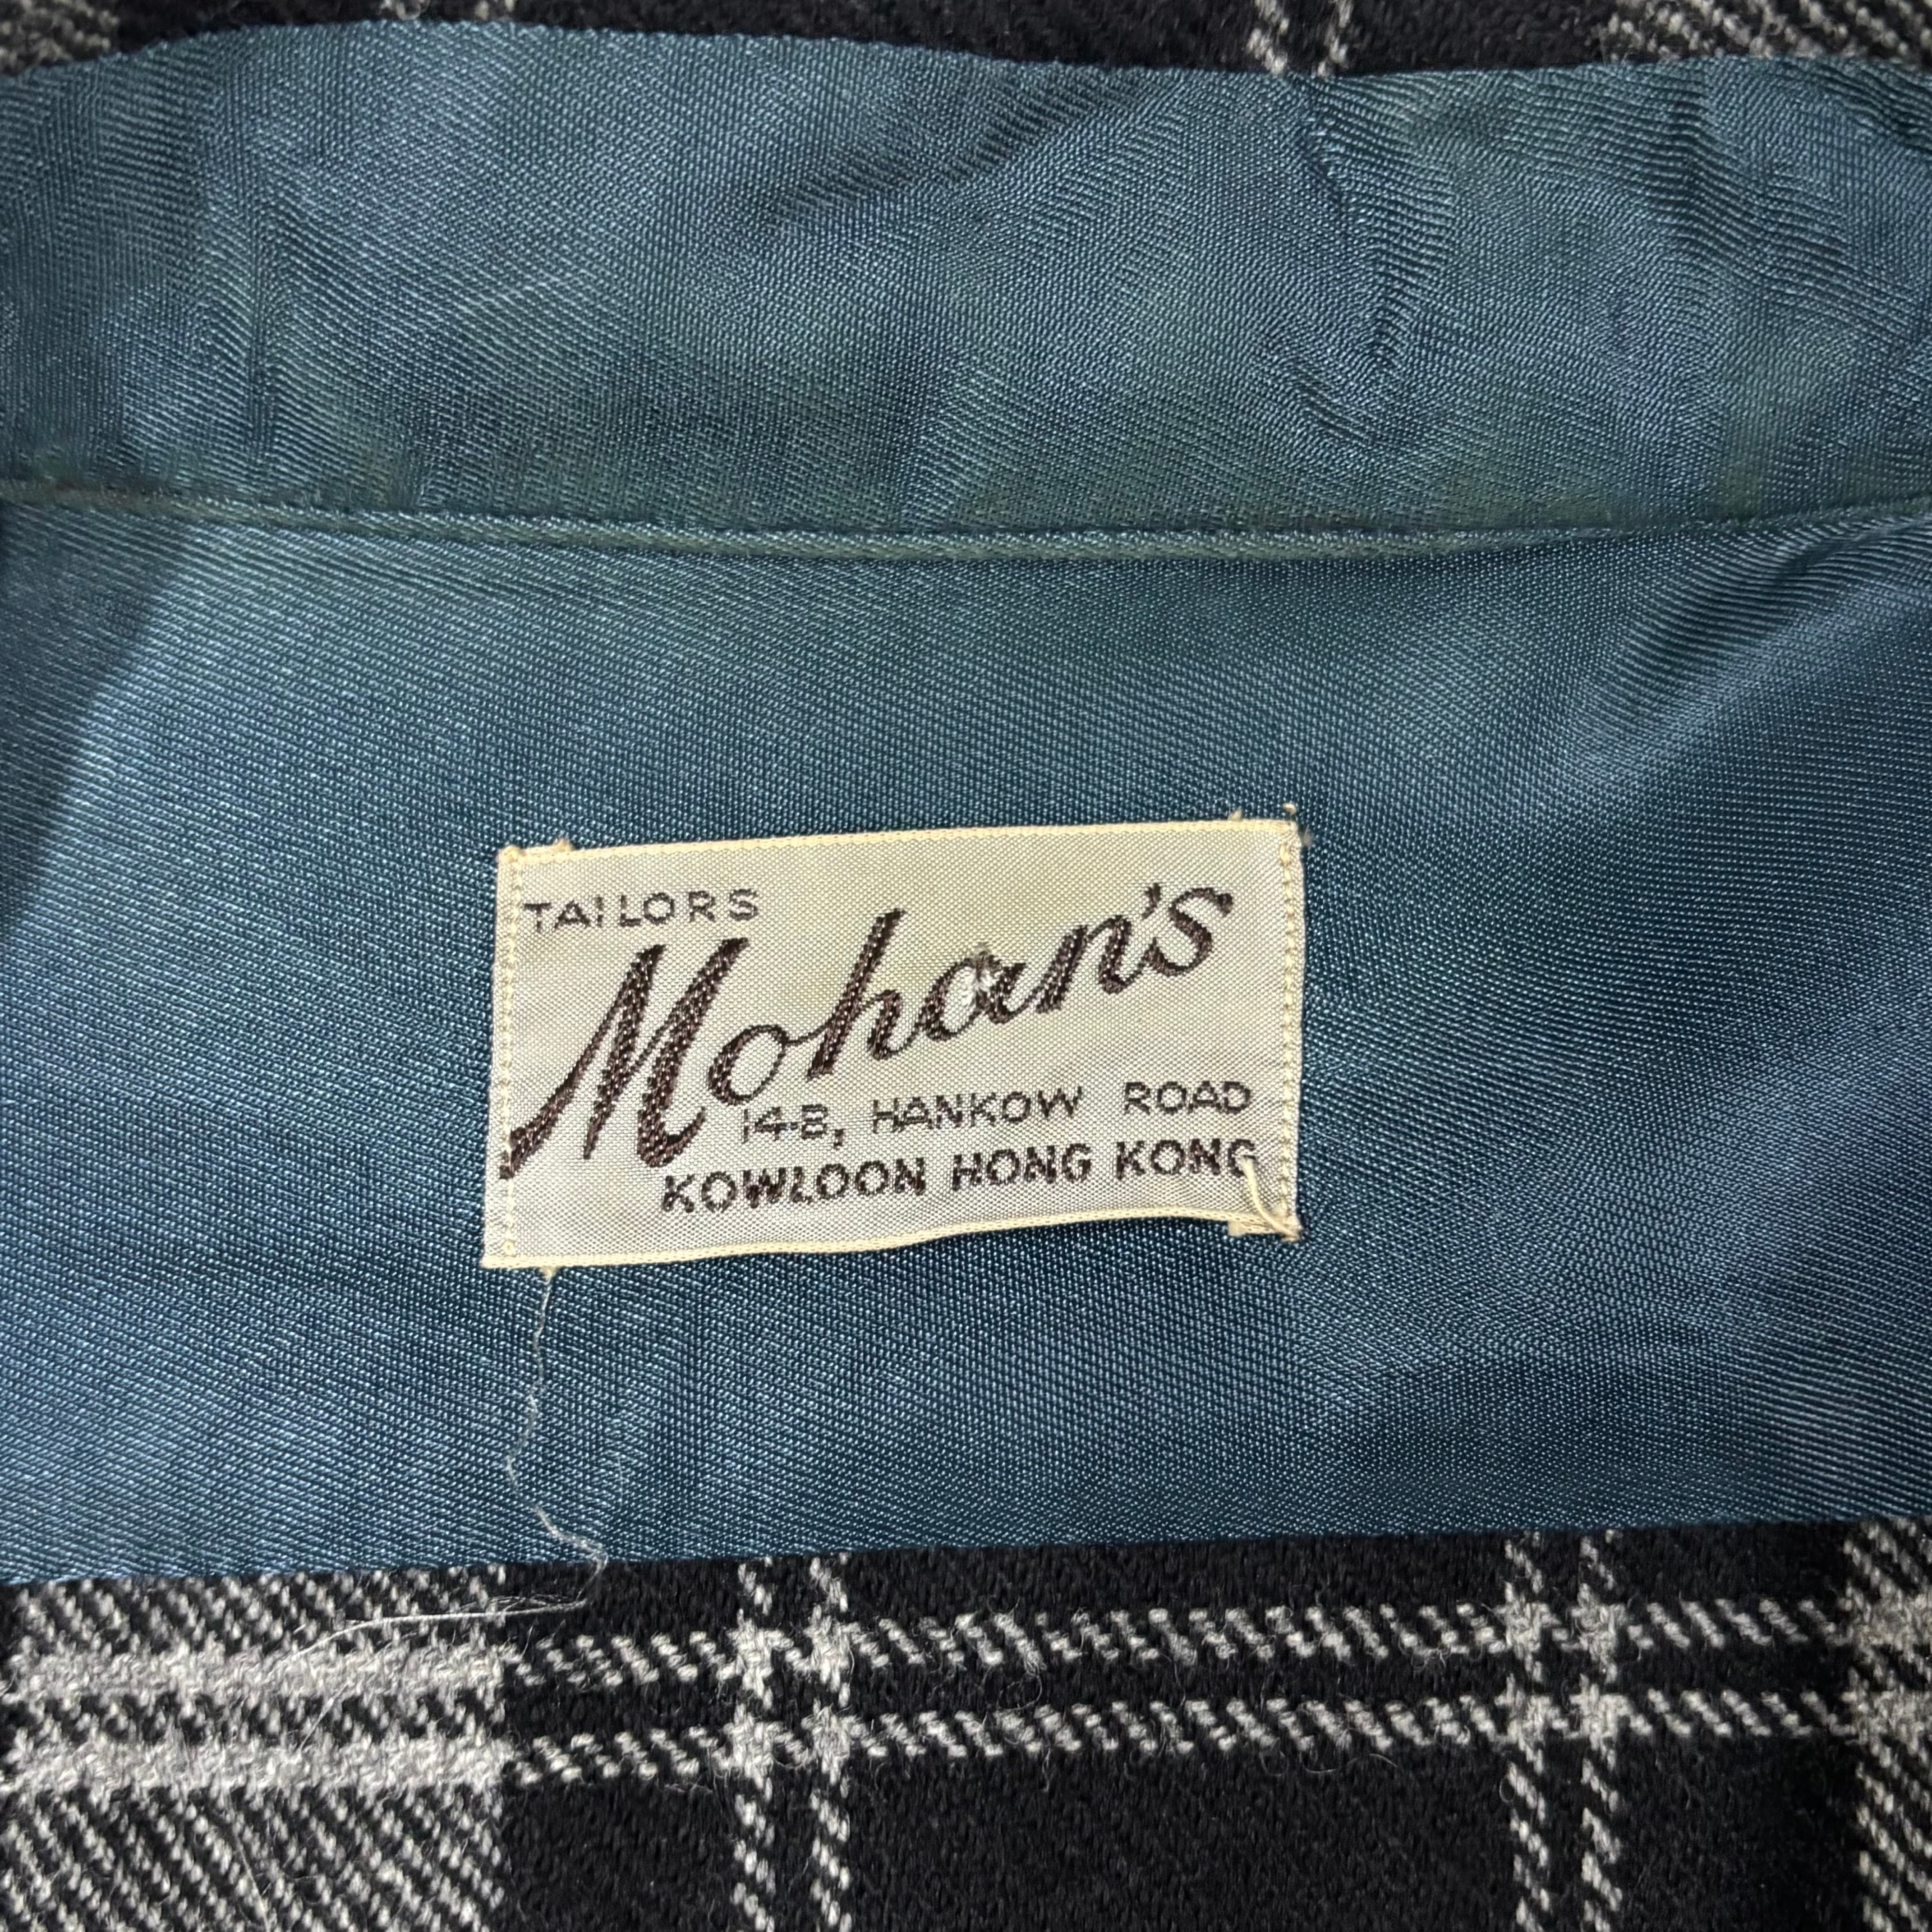 TAILORS
Mohan's
14-B, HANKOW ROAD
KOWLOON HONG KONG